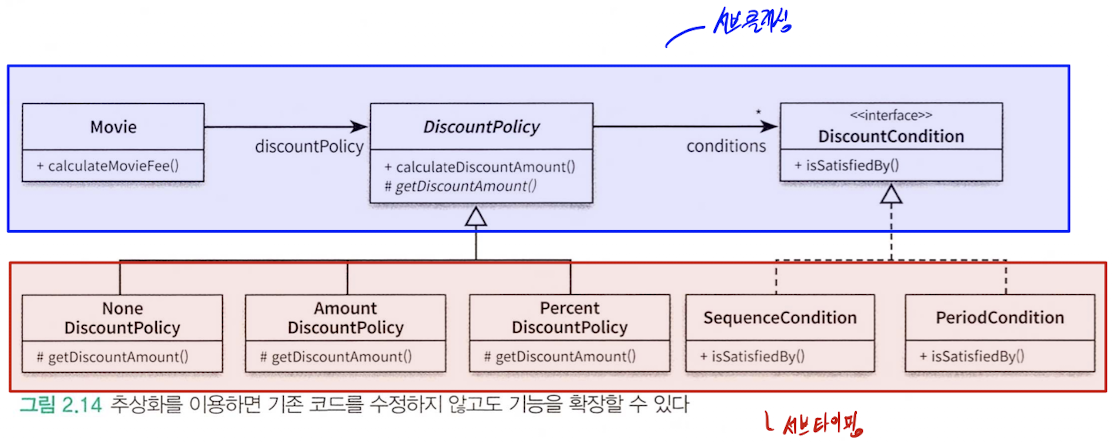 서브클래싱
Movie
+ calculateMovieFee()
discountPolicy
DiscountPolicy
+ calculateDiscountAmount()
# getDiscountAmount()
*
conditions
<<interface>>
DiscountCondition
+ isSatisfiedBy()
None
DiscountPolicy
# getDiscountAmount()
Amount
DiscountPolicy
# getDiscountAmount()
Percent
DiscountPolicy
# getDiscountAmount()
SequenceCondition
+ isSatisfiedBy()
PeriodCondition
+ isSatisfiedBy()
그림 2.14 추상화를 이용하면 기존 코드를 수정하지 않고도 기능을 확장할 수 있다
서브타이핑